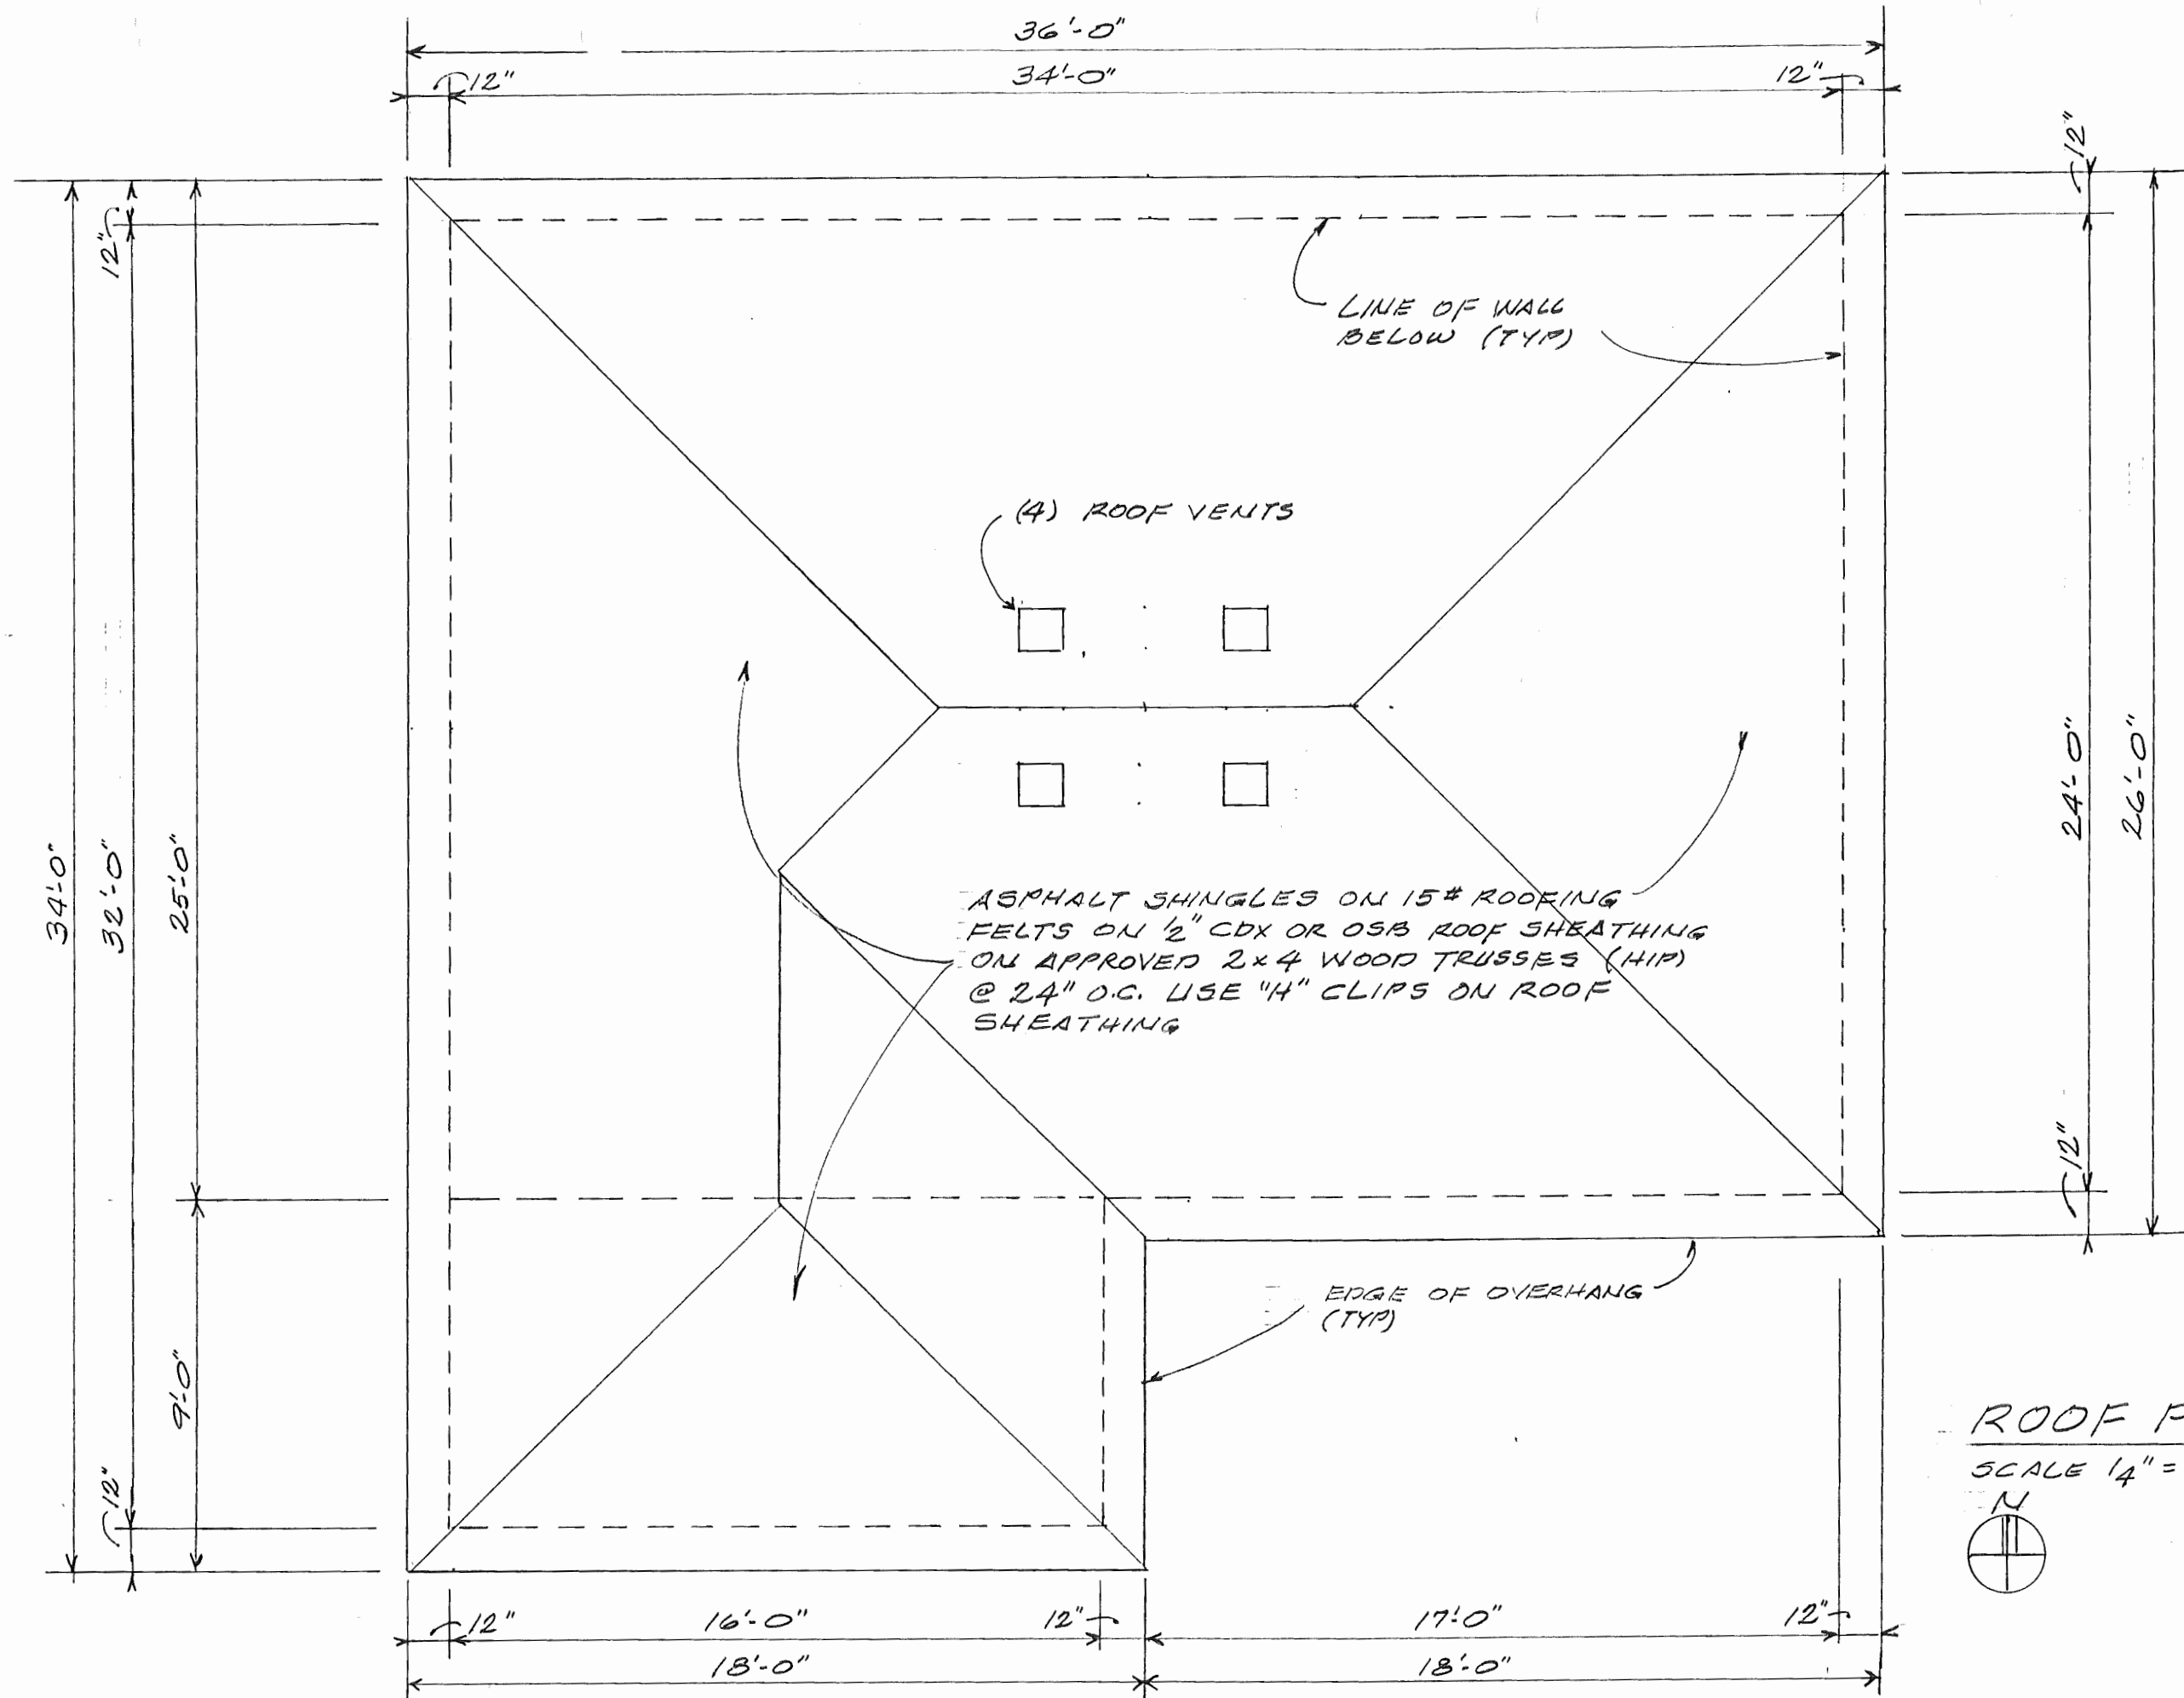 36'-0"
12"
34'-0"
12"
12"
12"
LINE OF WALL
BELOW (TYP)
(4) ROOF VENTS
34'-0"
32'-0"
25'-0"
24'-0"
26'-0"
ASPHALT SHINGLES ON 15# ROOFING
FELTS ON 1/2" CDX OR OSB ROOF SHEATHING
ON APPROVED 2x4 WOOD TRUSSES (HIP)
@ 24" O.C. USE "H" CLIPS ON ROOF
SHEATHING
12"
EDGE OF OVERHANG
(TYP)
9'-0"
12"
ROOF P
SCALE 1/4" =
N
12"
16'-0"
12"
17'-0"
12"
18'-0"
18'-0"